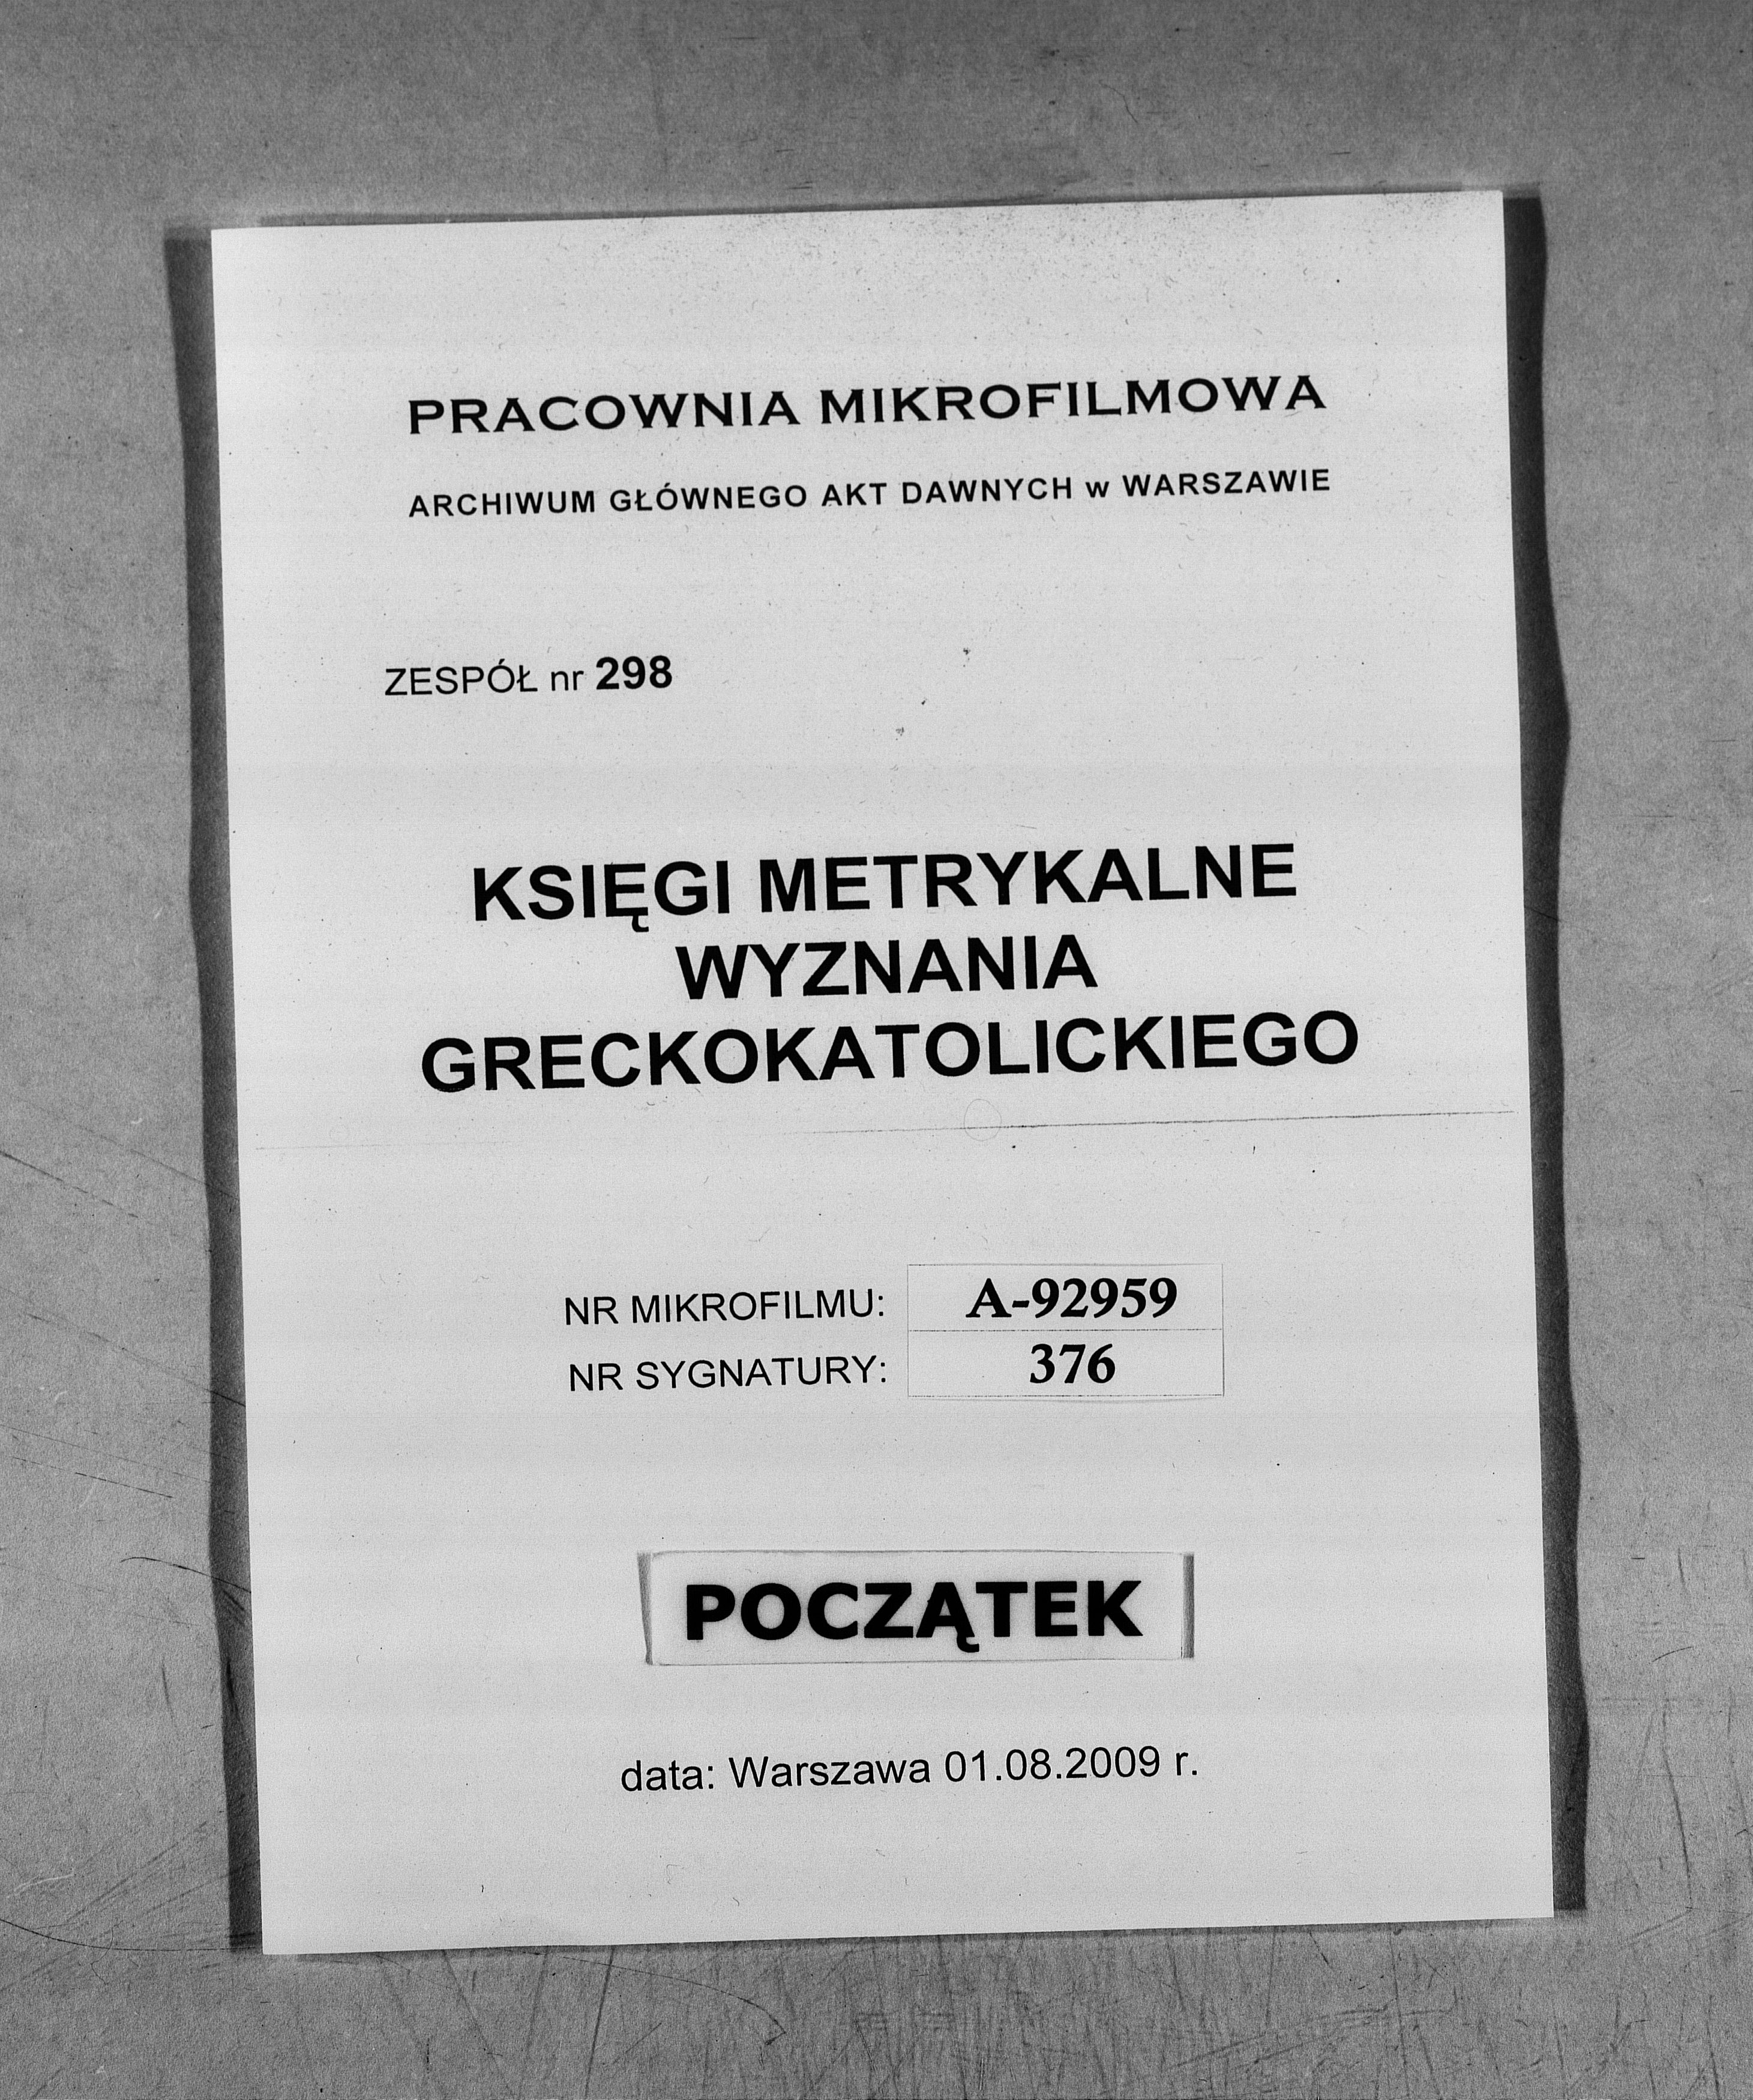 PRACOWNIA MIKROFILMOWA
ARCHIWUM GŁÓWNEGO AKT DAWNYCH w WARSZAWIE
ZESPÓŁ nr 298
KSIĘGI METRYKALNE
WYZNANIA
GRECKOKATOLICKIEGO
NR MIKROFILMU: A-92959
NR SYGNATURY: 376
POCZĄTEK
data: Warszawa 01.08.2009 r.